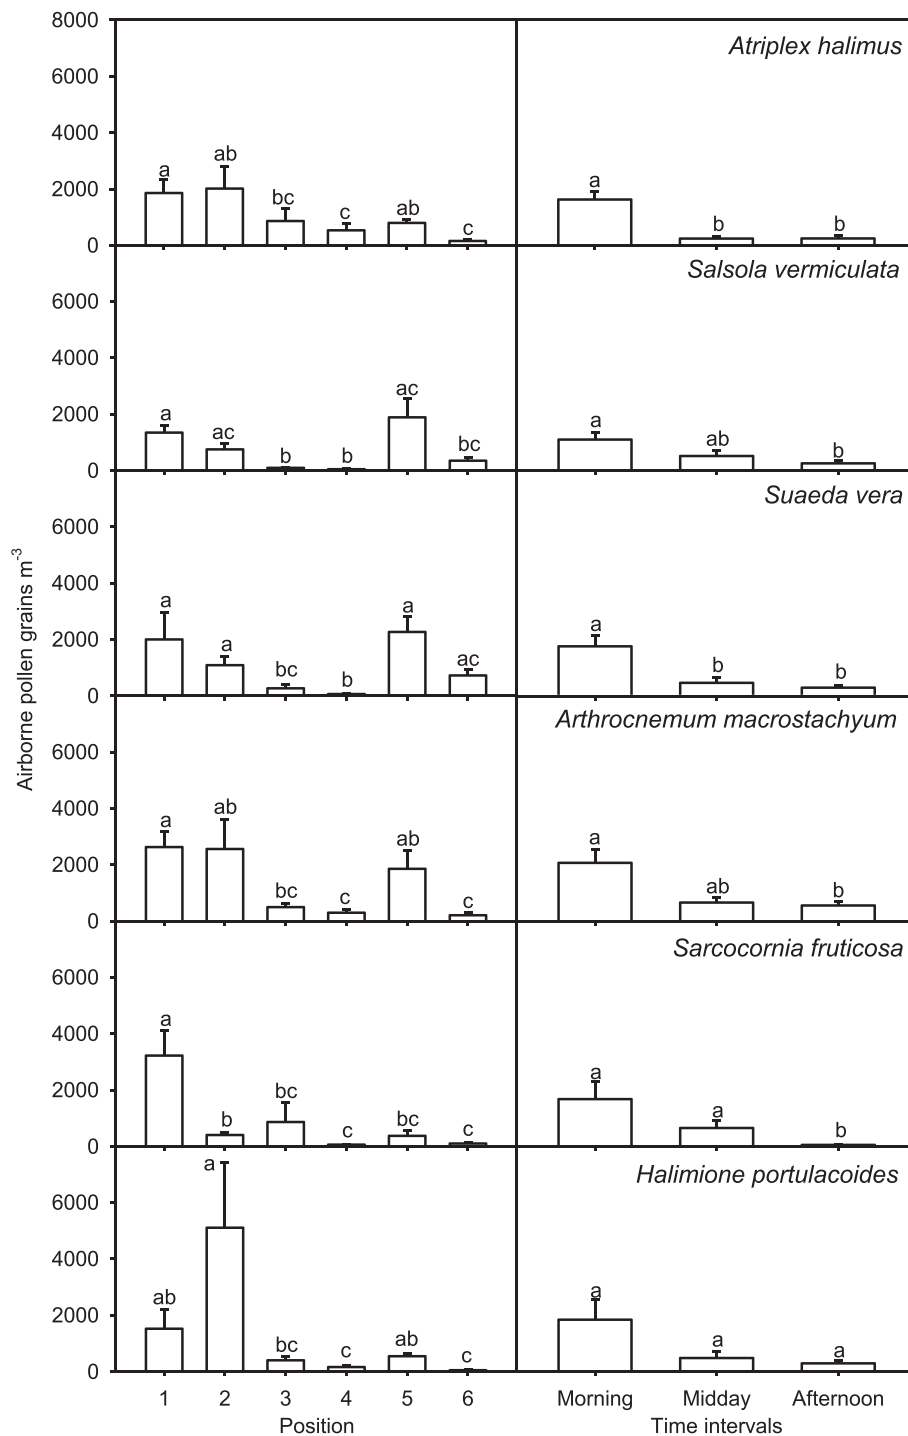 Airborne pollen grains m-3
8000
6000
4000
2000
0
a
ab
bc
c
ab
c
Atriplex halimus
a
b
b
6000
4000
2000
0
a
ac
b
b
ac
bc
Salsola vermiculata
a
ab
b
6000
4000
2000
0
a
a
bc
b
a
ac
Suaeda vera
a
b
b
6000
4000
2000
0
a
ab
bc
c
ab
c
Arthrocnemum macrostachyum
a
ab
b
6000
4000
2000
0
a
b
bc
c
bc
c
Sarcocornia fruticosa
a
a
b
6000
4000
2000
0
ab
a
bc
c
ab
c
Halimione portulacoides
a
a
a
1 2 3 4 5 6
Position
Morning Midday Afternoon
Time intervals